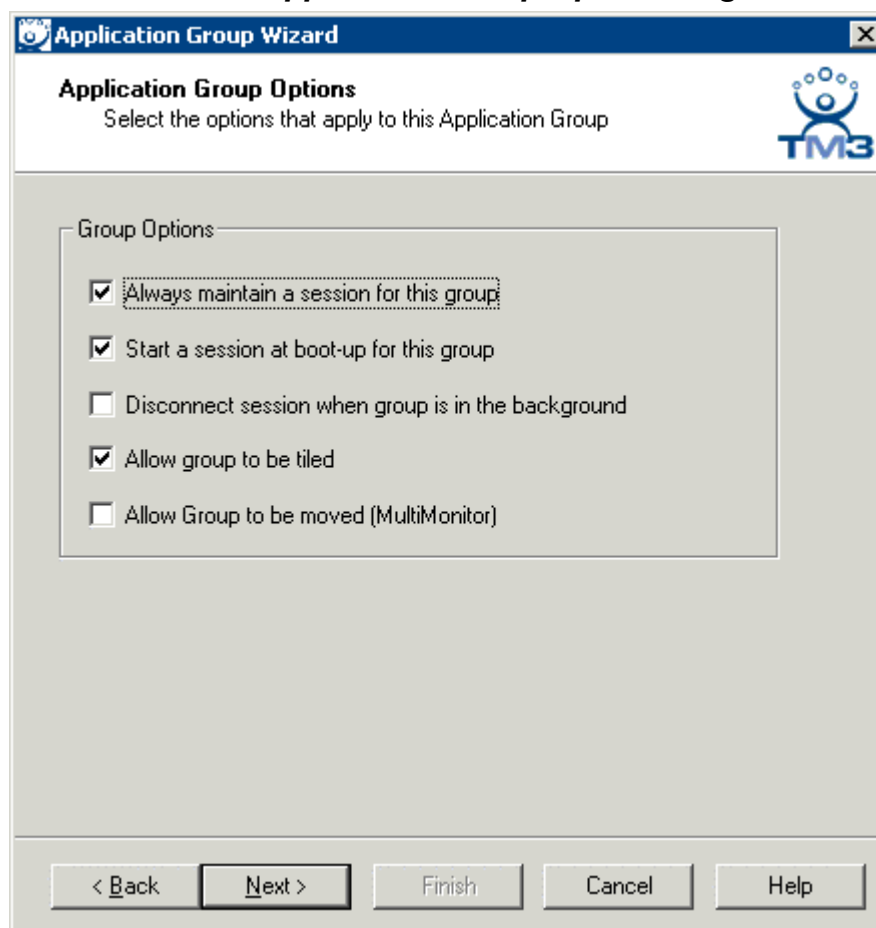 Application Group Wizard
Application Group Options
Select the options that apply to this Application Group
TM3
Group Options
Always maintain a session for this group
Start a session at boot-up for this group
Disconnect session when group is in the background
Allow group to be tiled
Allow Group to be moved (MultiMonitor)
< Back Next > Finish Cancel Help